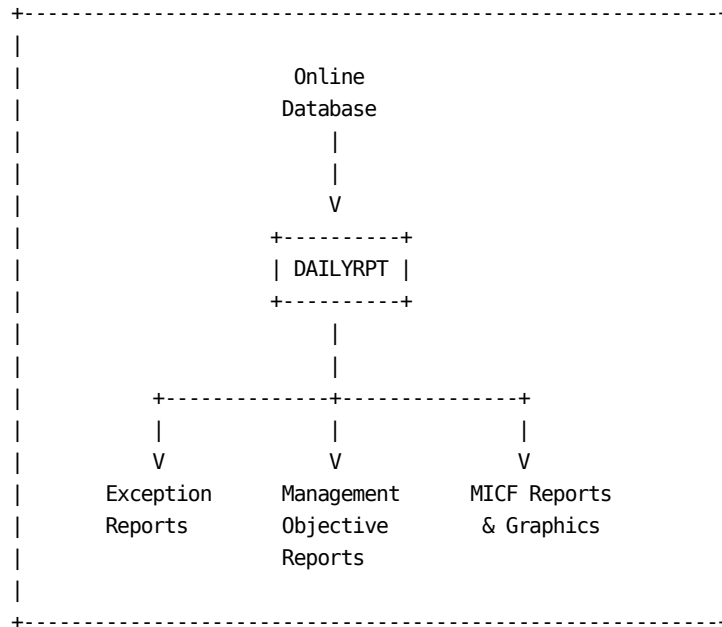 Online
Database
V
DAILYRPT
V V V
Exception Management MICF Reports
Reports Objective & Graphics
Reports